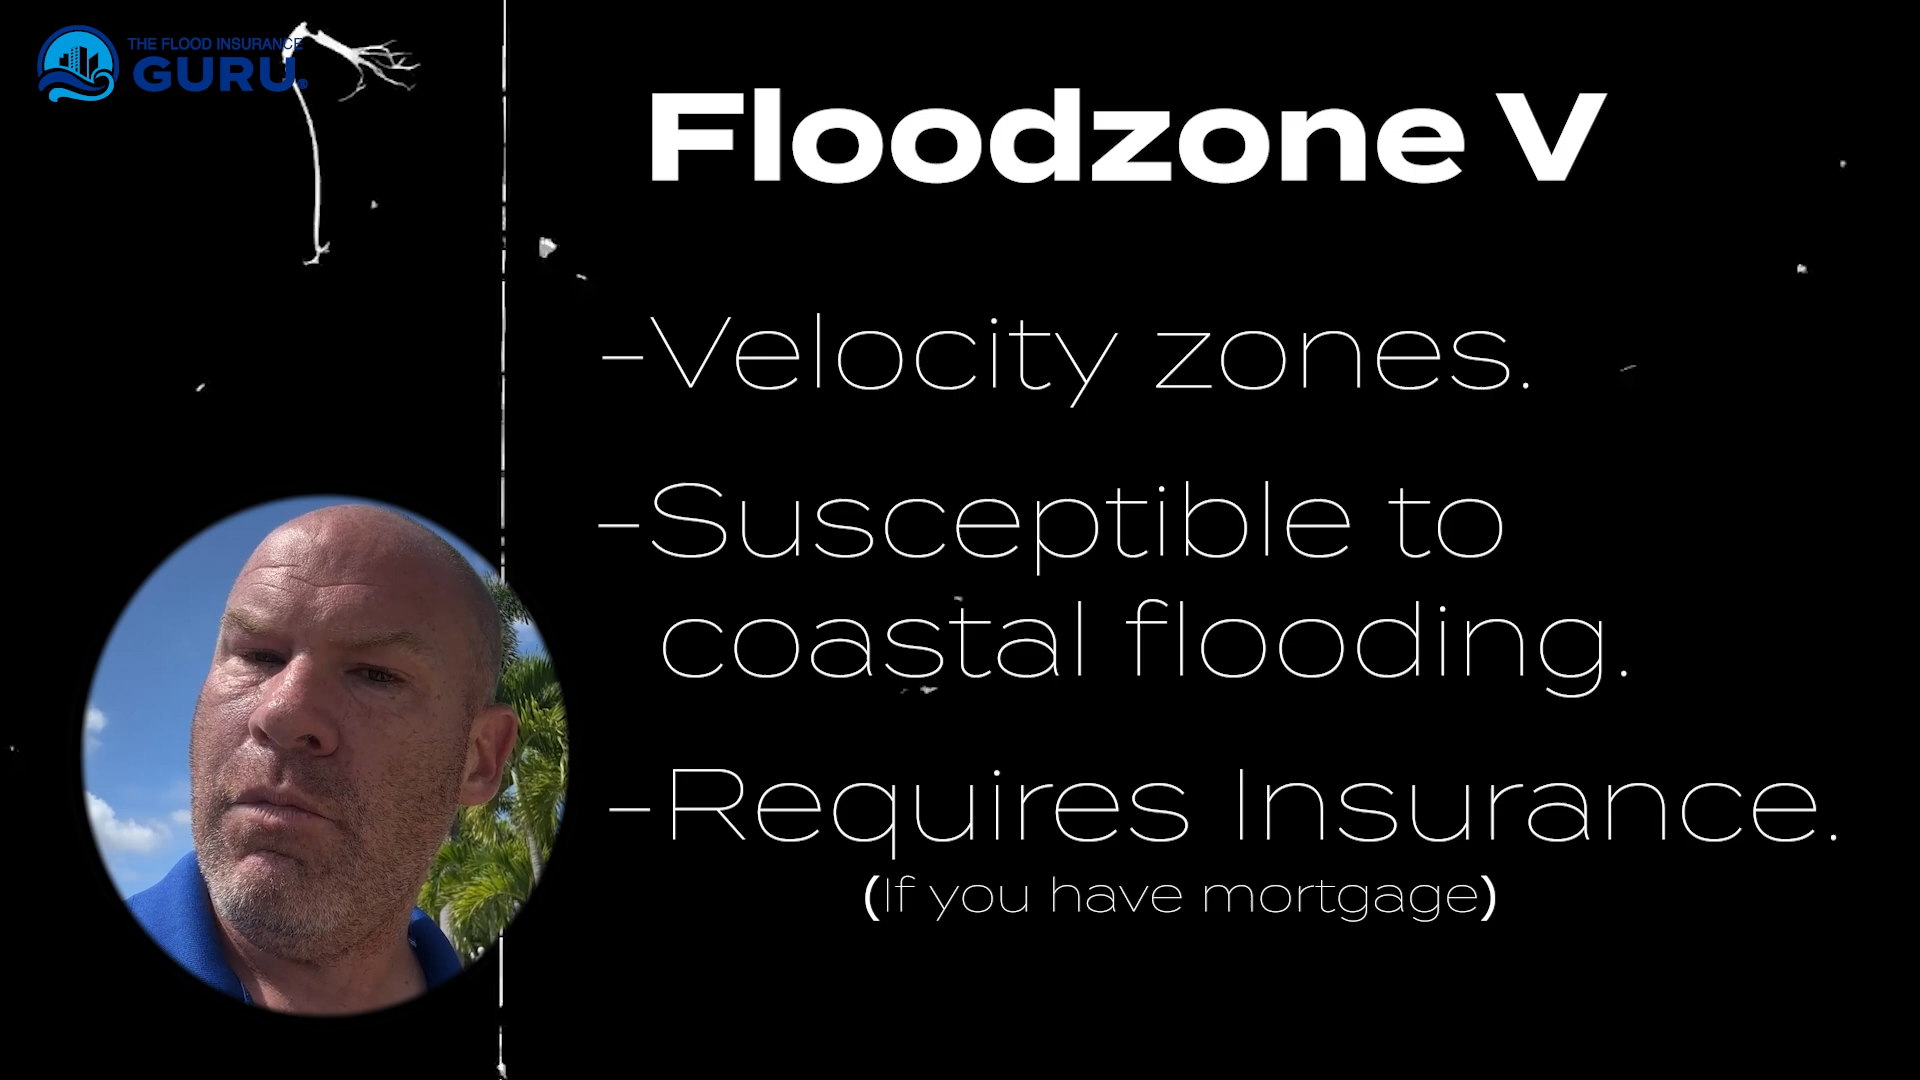 THE FLOOD INSURANCE
GURU®
Floodzone V
-Velocity zones.
-Susceptible to
coastal flooding.
-Requires Insurance.
(If you have mortgage)